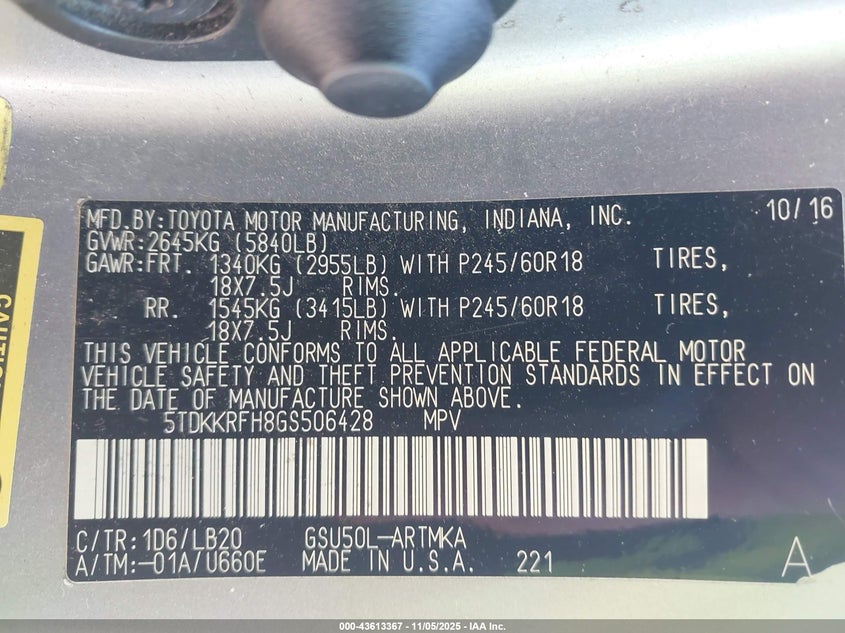 MFD.BY:TOYOTA MOTOR MANUFACTURING, INDIANA, INC. 10/16
GVWR:2645KG (5840LB)
GAWR:FRT. 1340KG (2955LB) WITH P245/60R18 TIRES,
18X7.5J RIMS.
RR. 1545KG (3415LB) WITH P245/60R18 TIRES,
18X7.5J RIMS.
THIS VEHICLE CONFORMS TO ALL APPLICABLE FEDERAL MOTOR
VEHICLE SAFETY AND THEFT PREVENTION STANDARDS IN EFFECT ON
THE DATE OF MANUFACTURE SHOWN ABOVE.
5TDKKRFH8GS506428 MPV
C/TR:1D6/LB20 GSU50L-ARTMKA
A/TM:-01A/U660E MADE IN U.S.A. 221 A
000-43613367 - 11/05/2025 - IAA Inc.